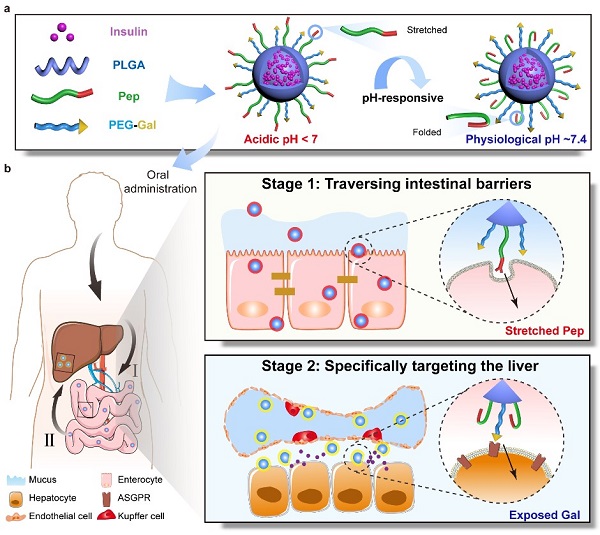 a
Insulin
PLGA
Pep
PEG-Gal
Stretched
pH-responsive
Folded
Acidic pH < 7
Physiological pH ~7.4
b
Oral
administration
I
II
Stage 1: Traversing intestinal barriers
Stretched Pep
Stage 2: Specifically targeting the liver
Exposed Gal
Mucus
Enterocyte
Hepatocyte
ASGPR
Endothelial cell
Kupffer cell